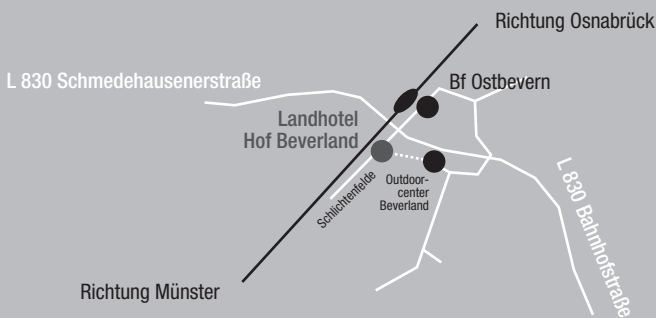 Richtung Osnabrück
L 830 Schmedehausenerstraße
Bf Ostbevern
Landhotel
Hof Beverland
Schlichtenfelde
Outdoor-
center
Beverland
L 830 Bahnhofstraße
Richtung Münster